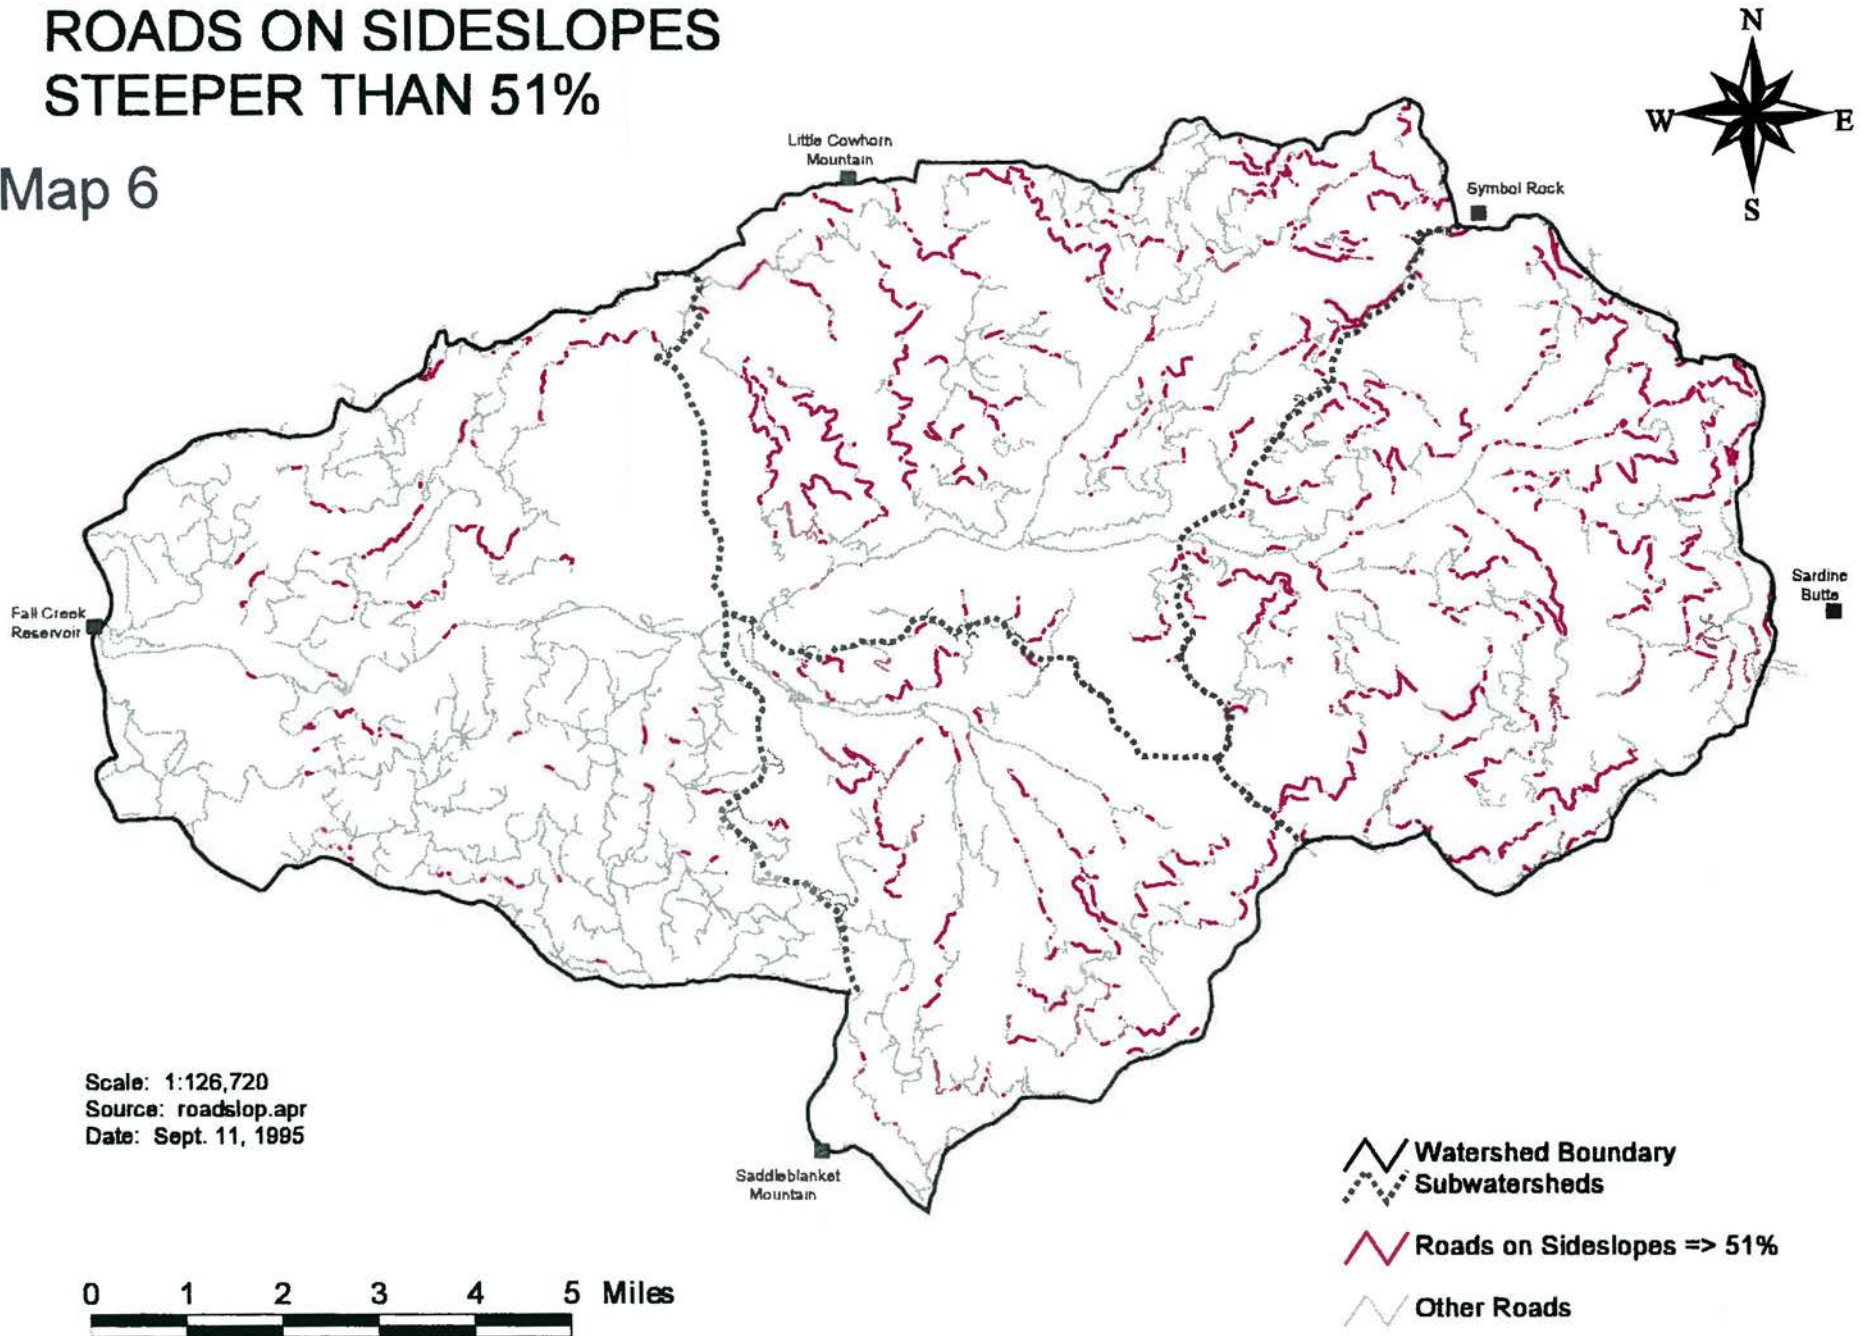 ROADS ON SIDESLOPES
STEEPER THAN 51%
Map 6
N
W
E
S
Little Cowhorn
Mountain
Symbol Rock
Sardine
Butte
Fall Creek
Reservoir
Saddleblanket
Mountain
Scale: 1:126,720
Source: roadslop.apr
Date: Sept. 11, 1995
Watershed Boundary
Subwatersheds
Roads on Sideslopes => 51%
Other Roads
0 1 2 3 4 5 Miles